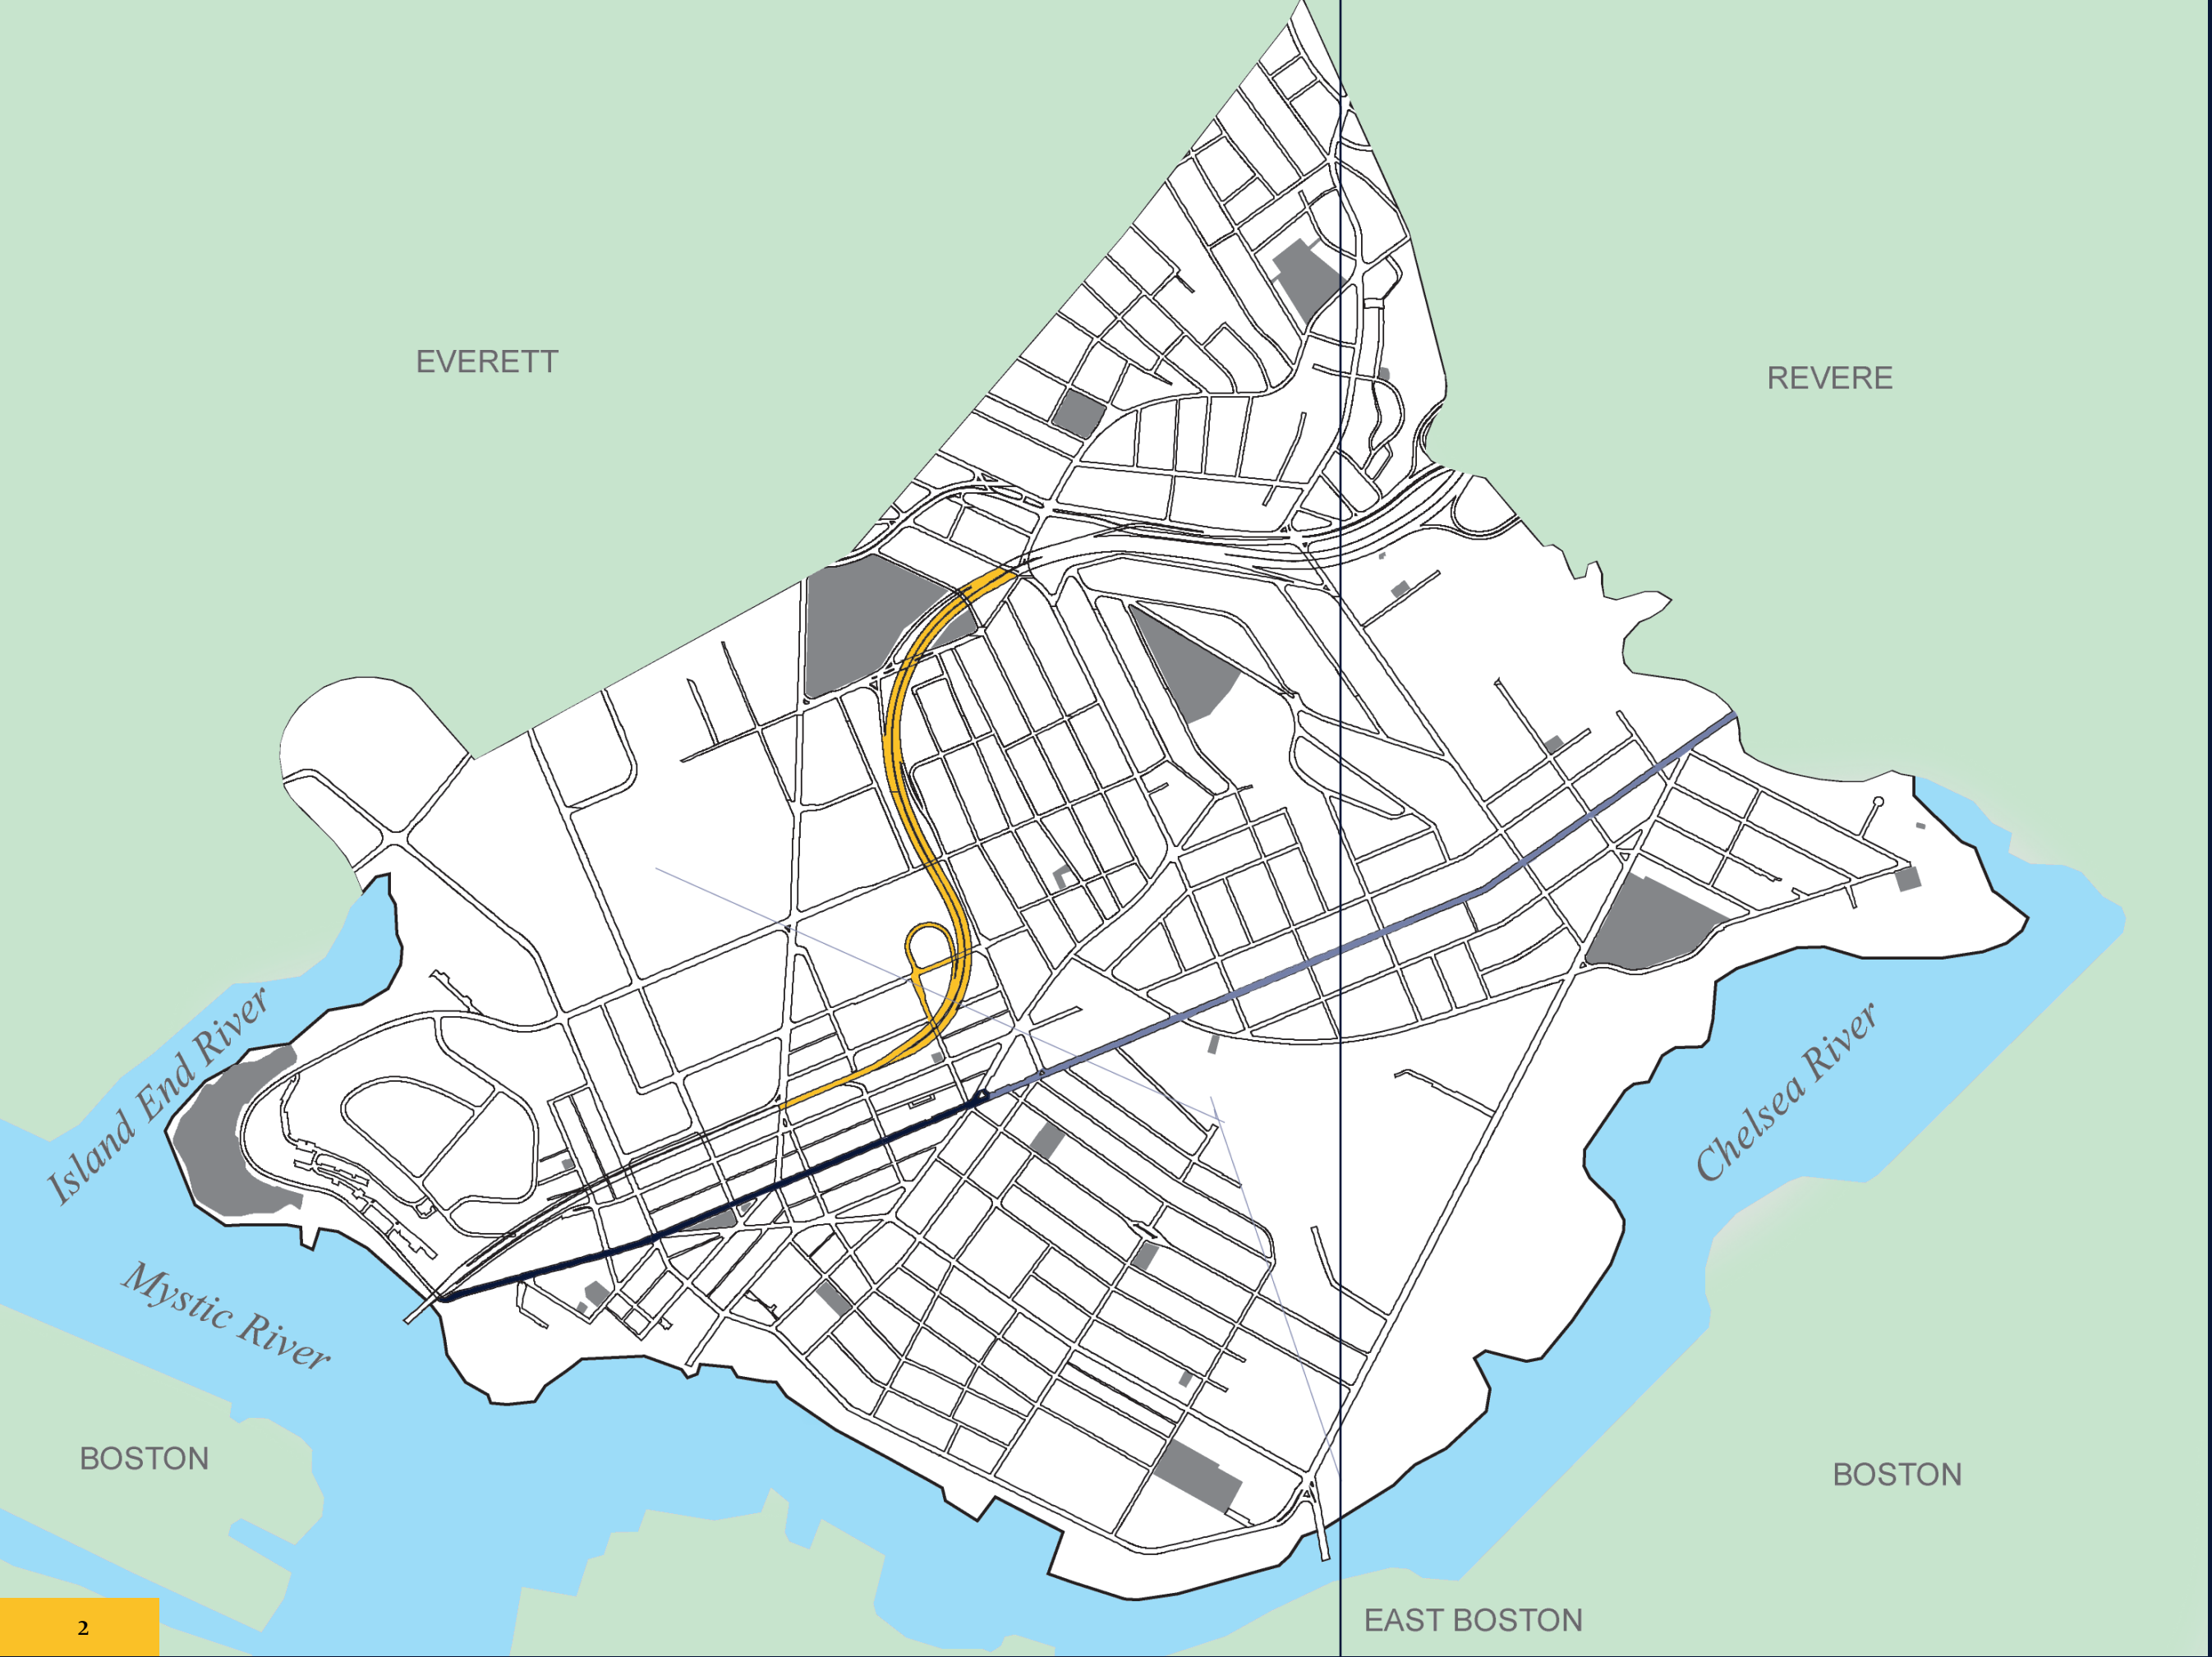 EVERETT
REVERE
Island End River
Chelsea River
Mystic River
BOSTON
BOSTON
EAST BOSTON
2